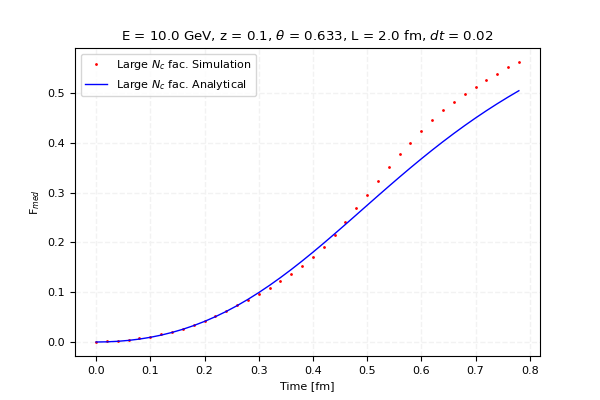 E = 10.0 GeV, z = 0.1, θ = 0.633, L = 2.0 fm, dt = 0.02
Large N_c fac. Simulation
Large N_c fac. Analytical
F_med
0.5
0.4
0.3
0.2
0.1
0.0
0.0 0.1 0.2 0.3 0.4 0.5 0.6 0.7 0.8
Time [fm]